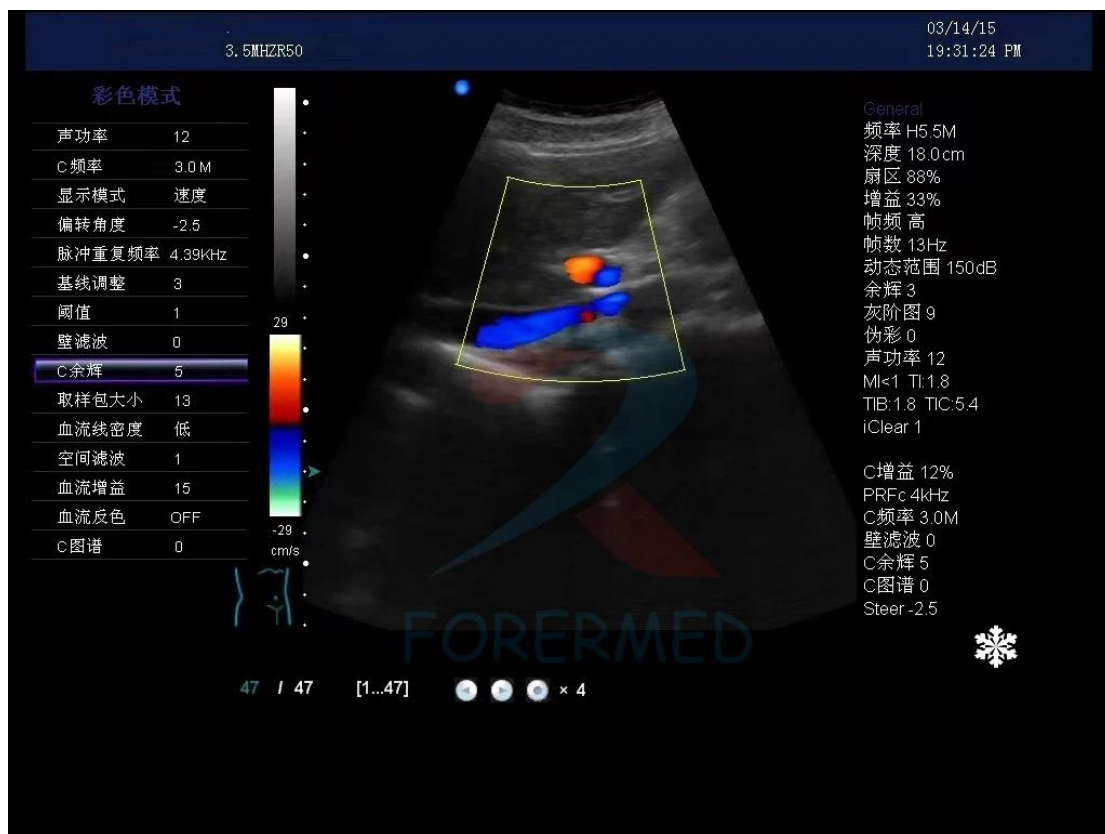 03/14/15
3.5MHZR50
19:31:24 PM
彩色模式
声功率 12
C频率 3.0M
显示模式 速度
偏转角度 -2.5
脉冲重复频率 4.39KHz
基线调整 3
阈值 1
壁滤波 0
C余辉 5
取样包大小 13
血流线密度 低
空间滤波 1
血流增益 15
血流反色 OFF
C图谱 0
29
-29
cm/s
General
频率 H5.5M
深度 18.0cm
扇区 88%
增益 33%
帧频 高
帧数 13Hz
动态范围 150dB
余辉 3
灰阶图 9
伪彩 0
声功率 12
MI<1 TI:1.8
TIB:1.8 TIC:5.4
iClear 1
C增益 12%
PRFc 4kHz
C频率 3.0M
壁滤波 0
C余辉 5
C图谱 0
Steer -2.5
FORERMED
47 / 47 [1...47] × 4